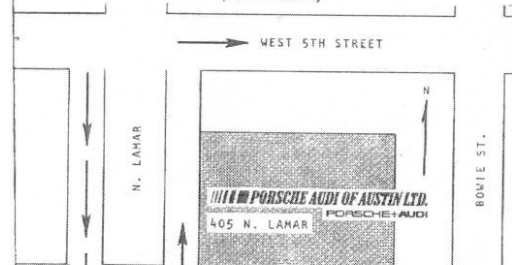 WEST 5TH STREET
N
N. LAMAR
BOWIE ST.
PORSCHE AUDI OF AUSTIN LTD.
PORSCHE+AUDI
405 N. LAMAR